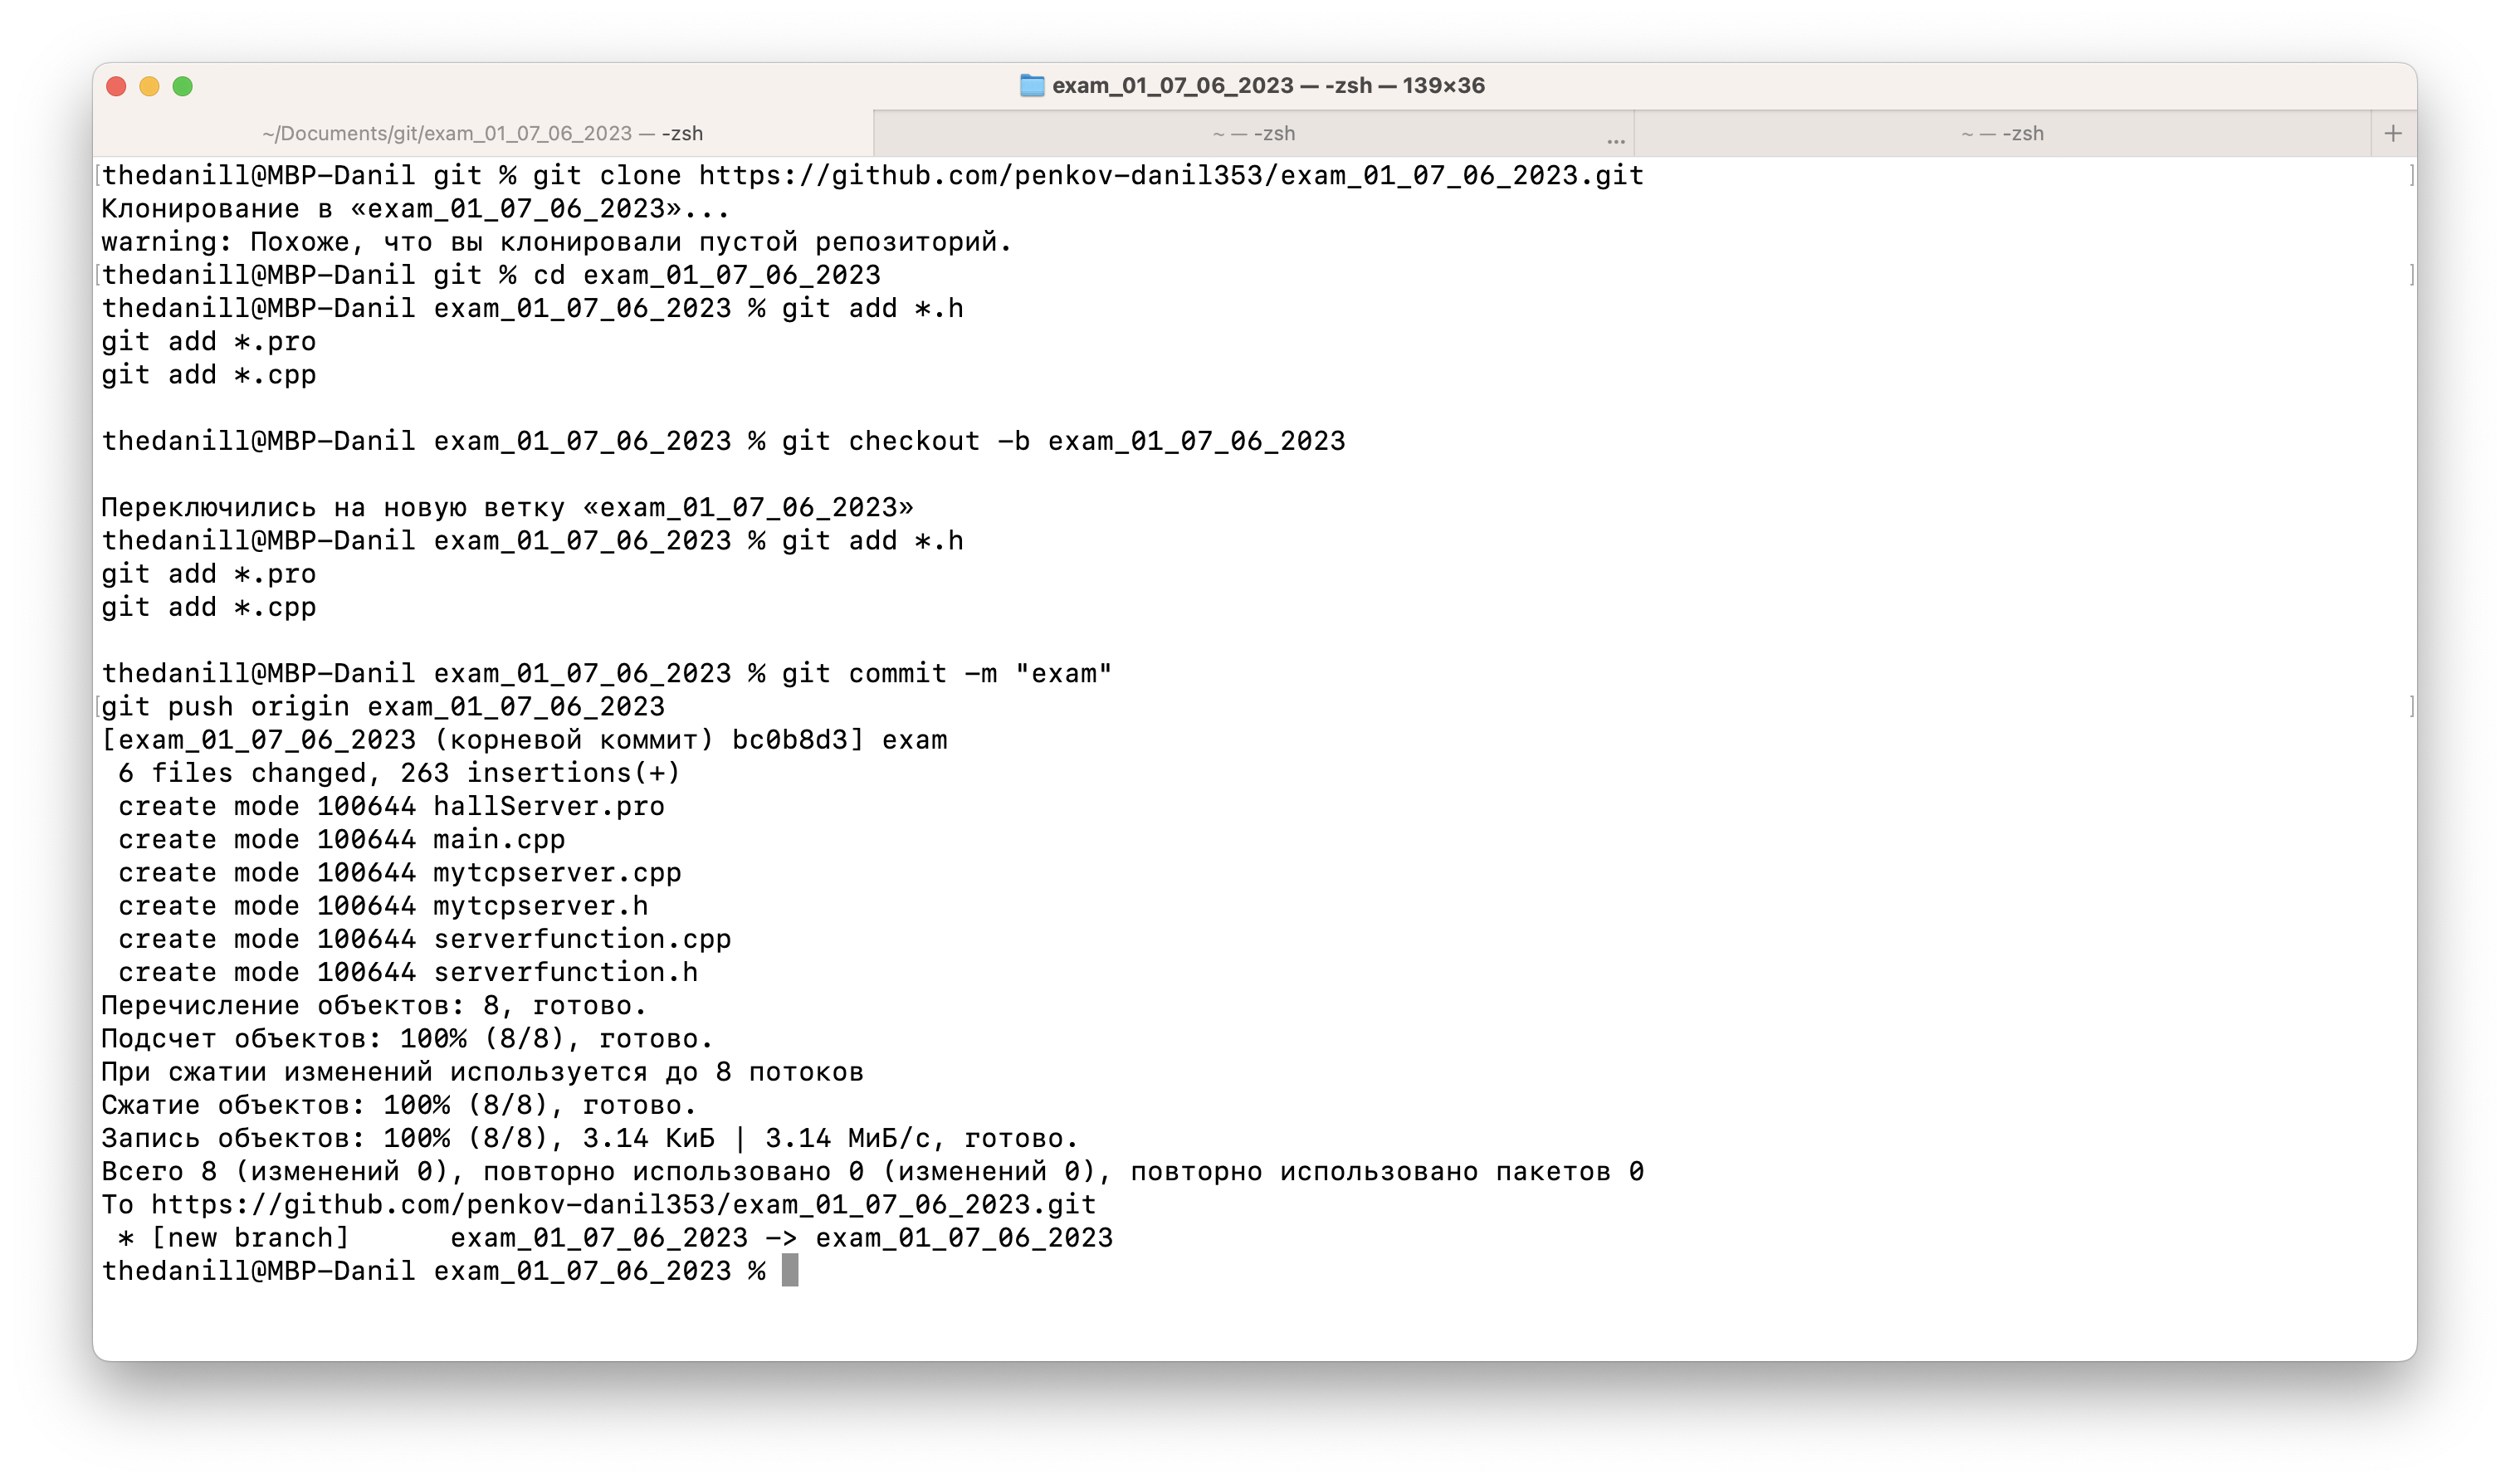 exam_01_07_06_2023 — -zsh — 139×36
~/Documents/git/exam_01_07_06_2023 — -zsh
~ — -zsh
...
~ — -zsh
+
[thedanill@MBP-Danil git % git clone https://github.com/penkov-danil353/exam_01_07_06_2023.git ]
Клонирование в «exam_01_07_06_2023»...
warning: Похоже, что вы клонировали пустой репозиторий.
[thedanill@MBP-Danil git % cd exam_01_07_06_2023 ]
thedanill@MBP-Danil exam_01_07_06_2023 % git add *.h
git add *.pro
git add *.cpp
thedanill@MBP-Danil exam_01_07_06_2023 % git checkout -b exam_01_07_06_2023
Переключились на новую ветку «exam_01_07_06_2023»
thedanill@MBP-Danil exam_01_07_06_2023 % git add *.h
git add *.pro
git add *.cpp
thedanill@MBP-Danil exam_01_07_06_2023 % git commit -m "exam"
[git push origin exam_01_07_06_2023 ]
[exam_01_07_06_2023 (корневой коммит) bc0b8d3] exam
 6 files changed, 263 insertions(+)
 create mode 100644 hallServer.pro
 create mode 100644 main.cpp
 create mode 100644 mytcpserver.cpp
 create mode 100644 mytcpserver.h
 create mode 100644 serverfunction.cpp
 create mode 100644 serverfunction.h
Перечисление объектов: 8, готово.
Подсчет объектов: 100% (8/8), готово.
При сжатии изменений используется до 8 потоков
Сжатие объектов: 100% (8/8), готово.
Запись объектов: 100% (8/8), 3.14 КиБ | 3.14 МиБ/с, готово.
Всего 8 (изменений 0), повторно использовано 0 (изменений 0), повторно использовано пакетов 0
To https://github.com/penkov-danil353/exam_01_07_06_2023.git
 * [new branch]      exam_01_07_06_2023 -> exam_01_07_06_2023
thedanill@MBP-Danil exam_01_07_06_2023 %